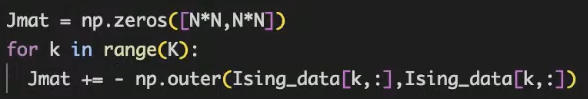 Jmat = np.zeros([N*N,N*N])
for k in range(K):
  Jmat += - np.outer(Ising_data[k,:],Ising_data[k,:])